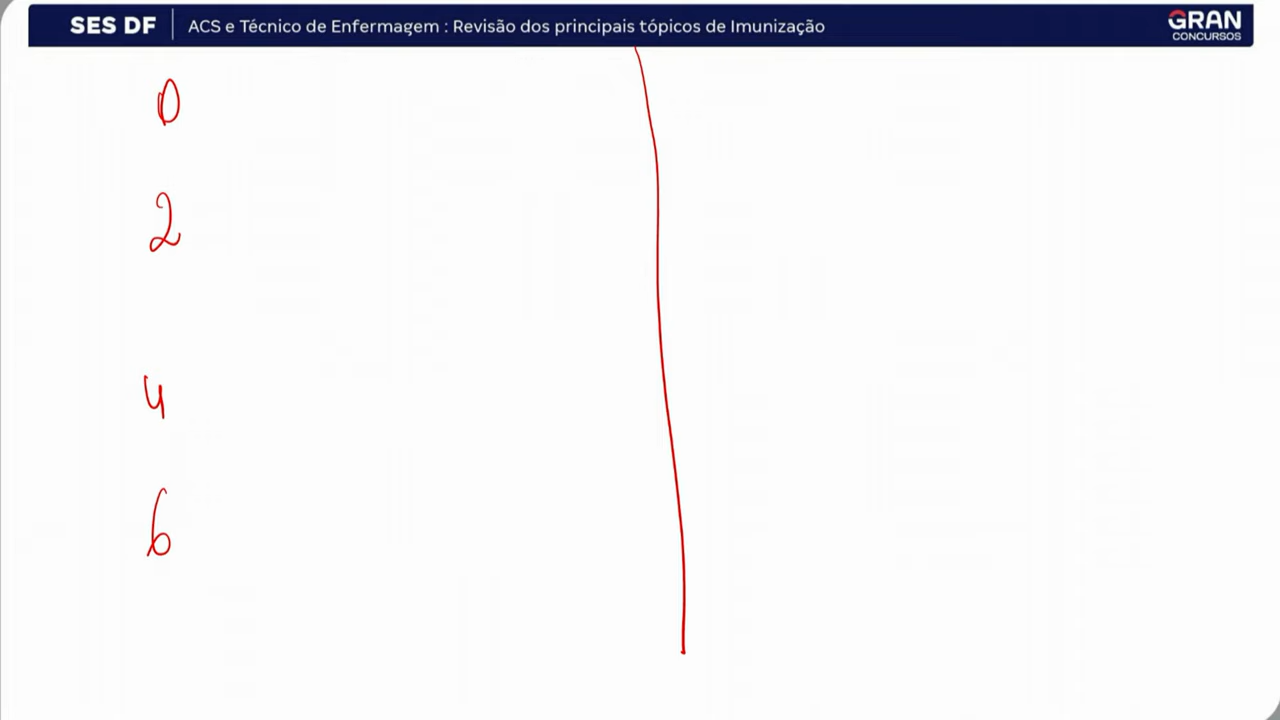 SES DF ACS e Técnico de Enfermagem : Revisão dos principais tópicos de Imunização GRAN
CONCURSOS
0
2
4
6